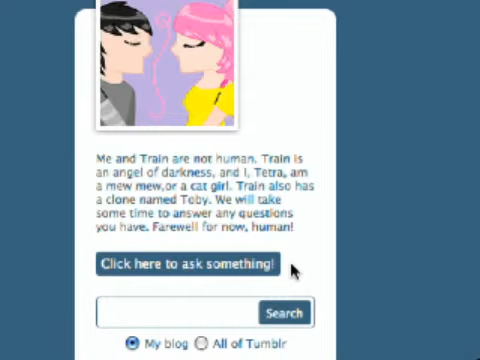 Me and Train are not human. Train is
an angel of darkness, and I, Tetra, am
a mew mew,or a cat girl. Train also has
a clone named Toby. We will take
some time to answer any questions
you have. Farewell for now, human!
Click here to ask something!
Search
My blog All of Tumblr